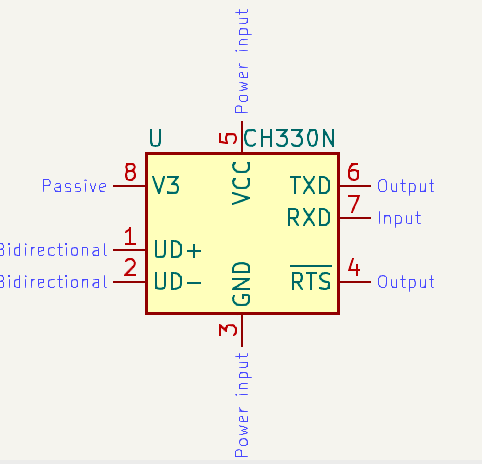 Power input
U
5
CH330N
8
Passive
V3
VCC
TXD
6
Output
RXD
7
Input
1
Bidirectional
UD+
2
Bidirectional
UD-
GND
RTS
4
Output
3
Power input